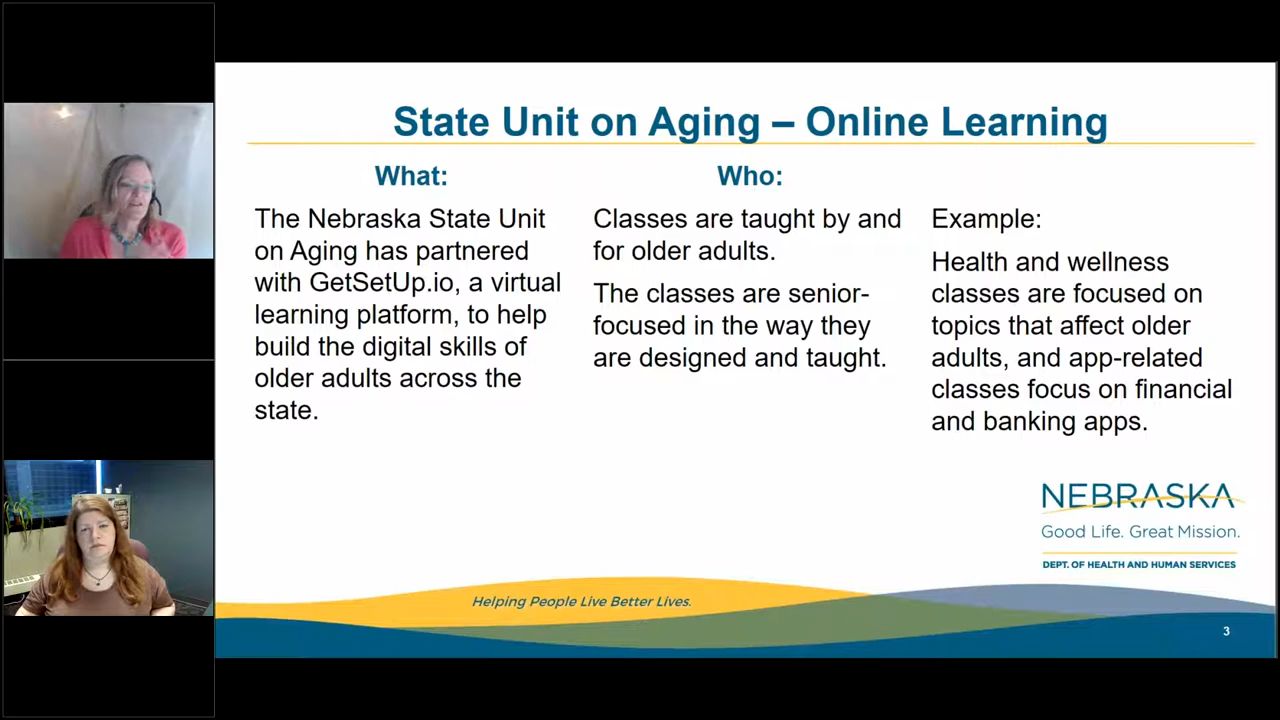 State Unit on Aging – Online Learning
What:
The Nebraska State Unit
on Aging has partnered
with GetSetUp.io, a virtual
learning platform, to help
build the digital skills of
older adults across the
state.
Who:
Classes are taught by and
for older adults.
The classes are senior-
focused in the way they
are designed and taught.
Example:
Health and wellness
classes are focused on
topics that affect older
adults, and app-related
classes focus on financial
and banking apps.
NEBRASKA
Good Life. Great Mission.
DEPT. OF HEALTH AND HUMAN SERVICES
Helping People Live Better Lives.
3